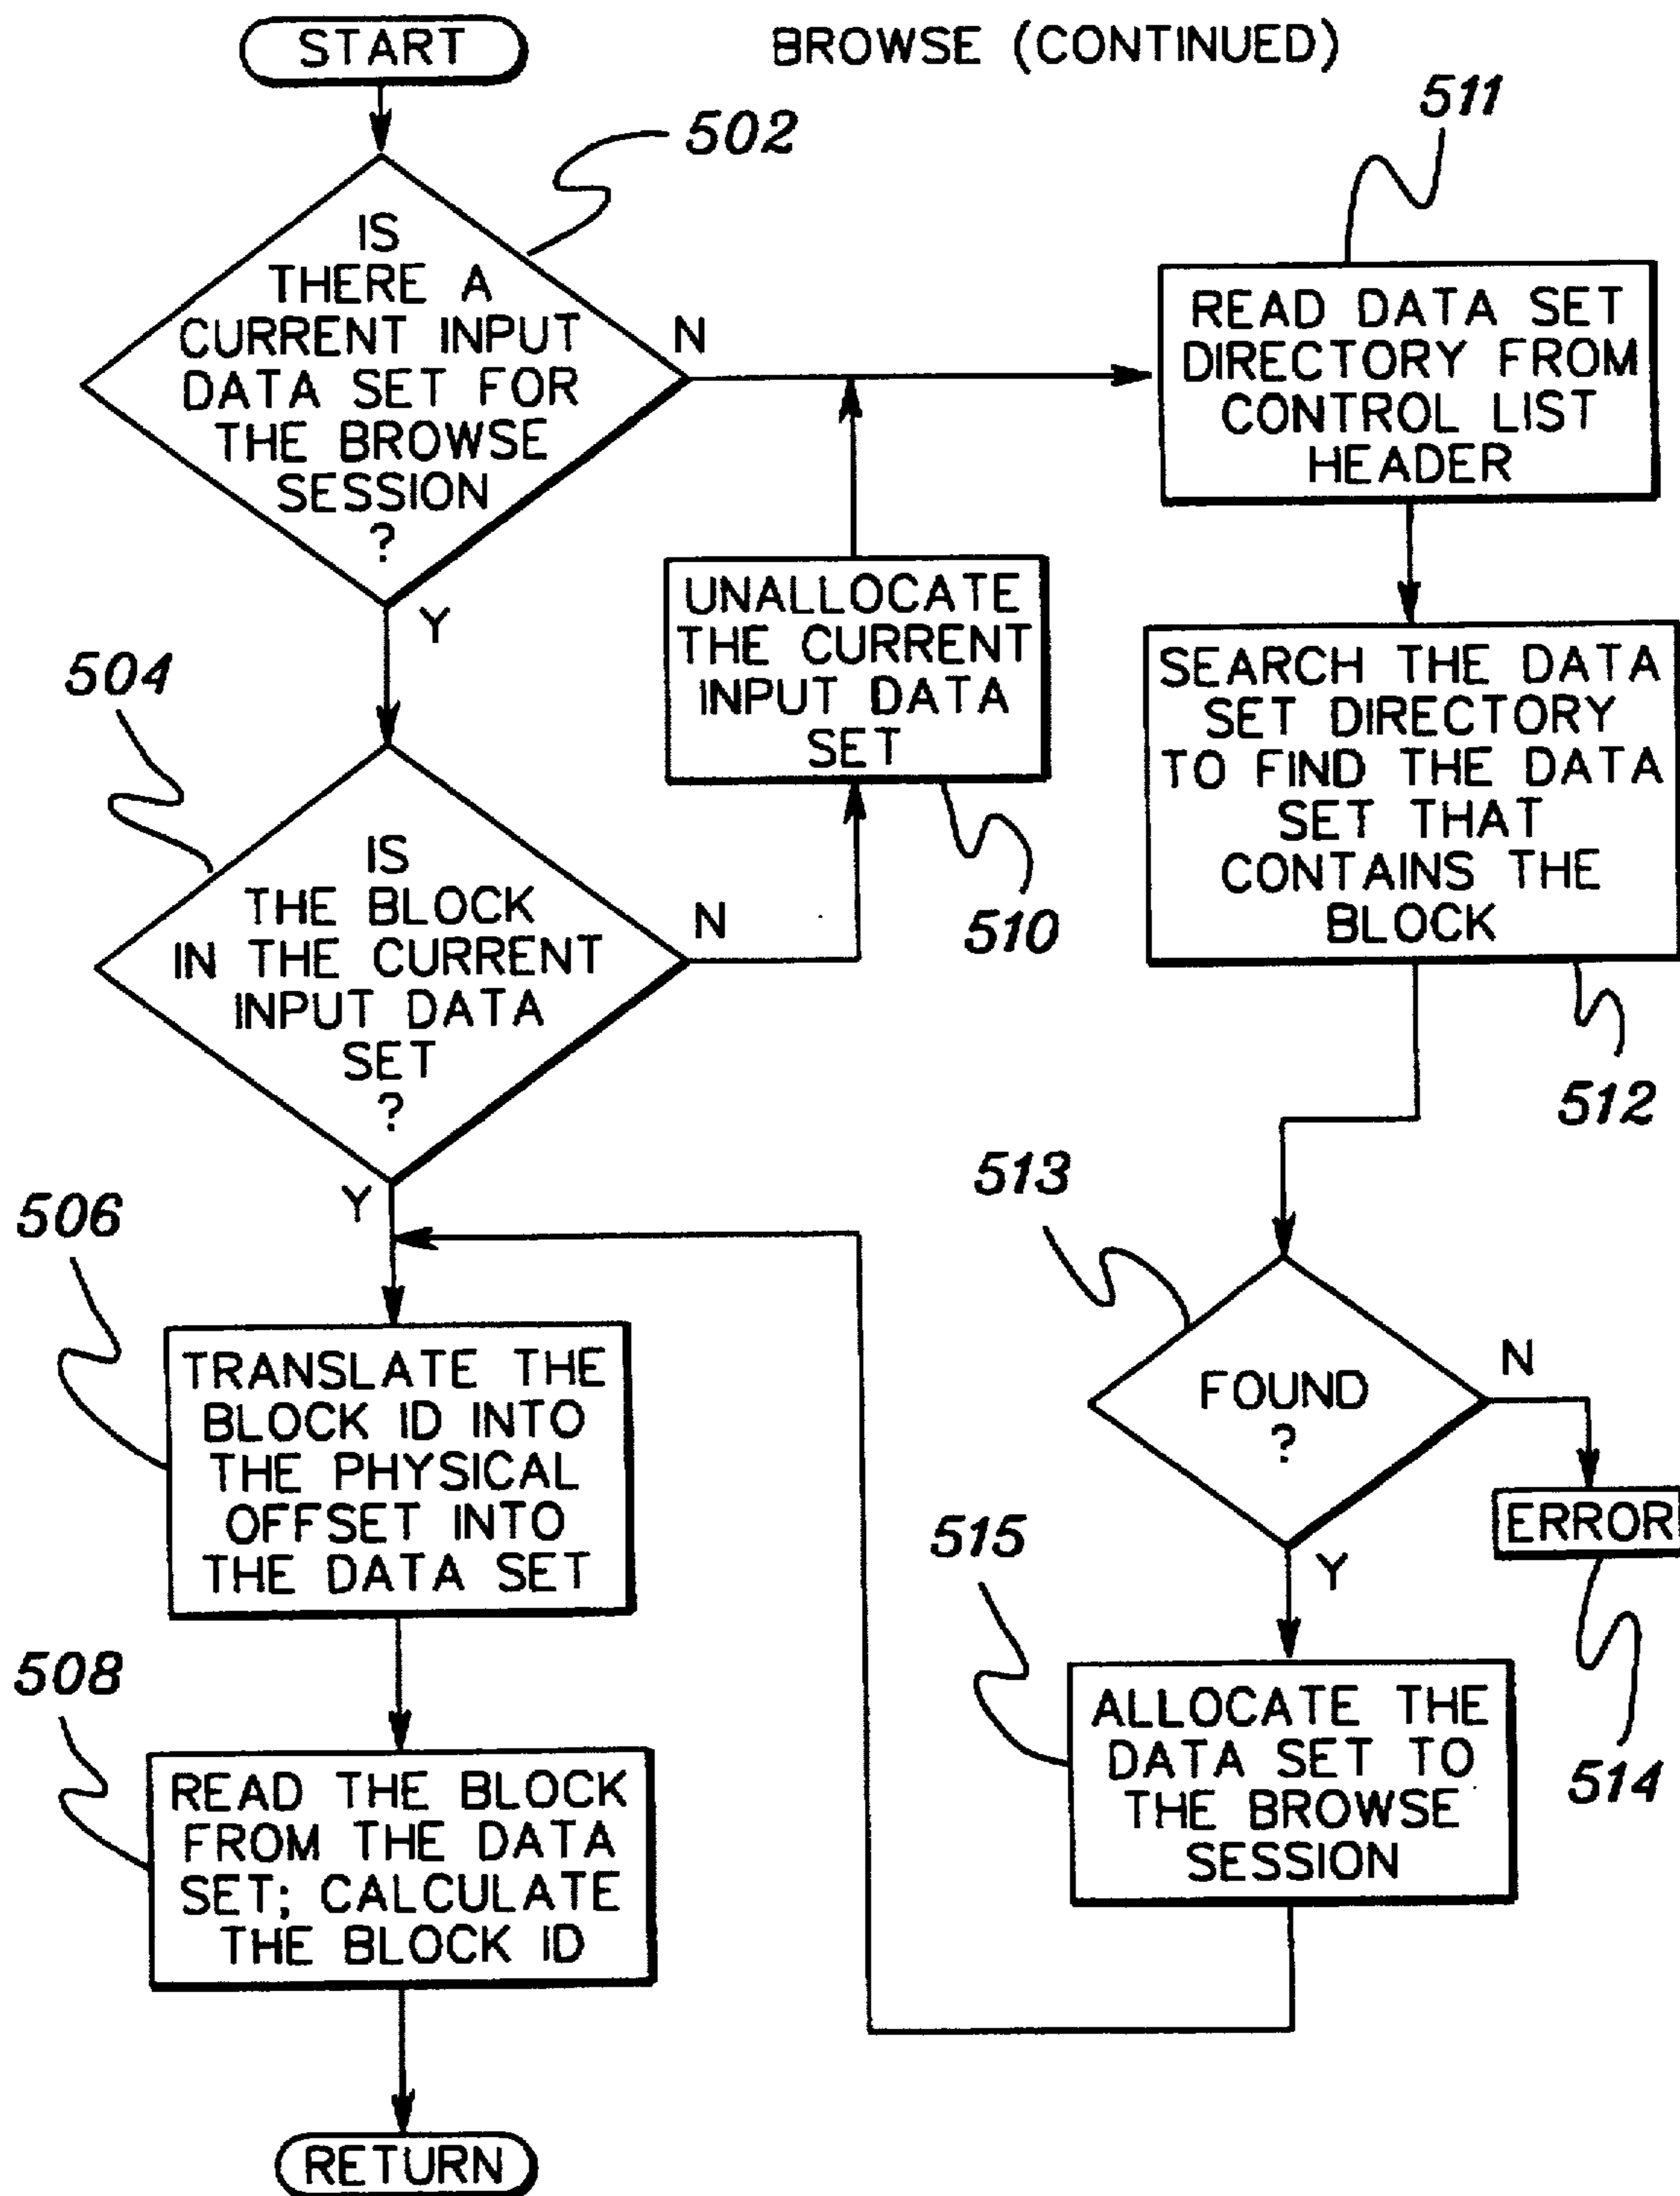 START
BROWSE (CONTINUED)
502
511
IS
THERE A
CURRENT INPUT
DATA SET FOR
THE BROWSE
SESSION
?
N
Y
READ DATA SET
DIRECTORY FROM
CONTROL LIST
HEADER
UNALLOCATE
THE CURRENT
INPUT DATA
SET
510
504
IS
THE BLOCK
IN THE CURRENT
INPUT DATA
SET
?
N
Y
SEARCH THE DATA
SET DIRECTORY
TO FIND THE DATA
SET THAT
CONTAINS THE
BLOCK
512
513
FOUND
?
N
Y
ERROR
514
506
TRANSLATE THE
BLOCK ID INTO
THE PHYSICAL
OFFSET INTO
THE DATA SET
515
ALLOCATE THE
DATA SET TO
THE BROWSE
SESSION
508
READ THE BLOCK
FROM THE DATA
SET; CALCULATE
THE BLOCK ID
RETURN